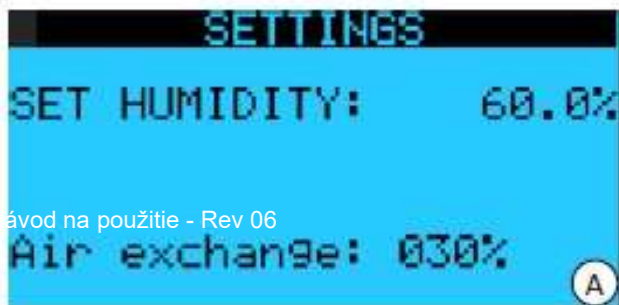 SETTINGS
SET HUMIDITY: 60.0%
ávod na použitie - Rev 06
Air exchange: 030%
A